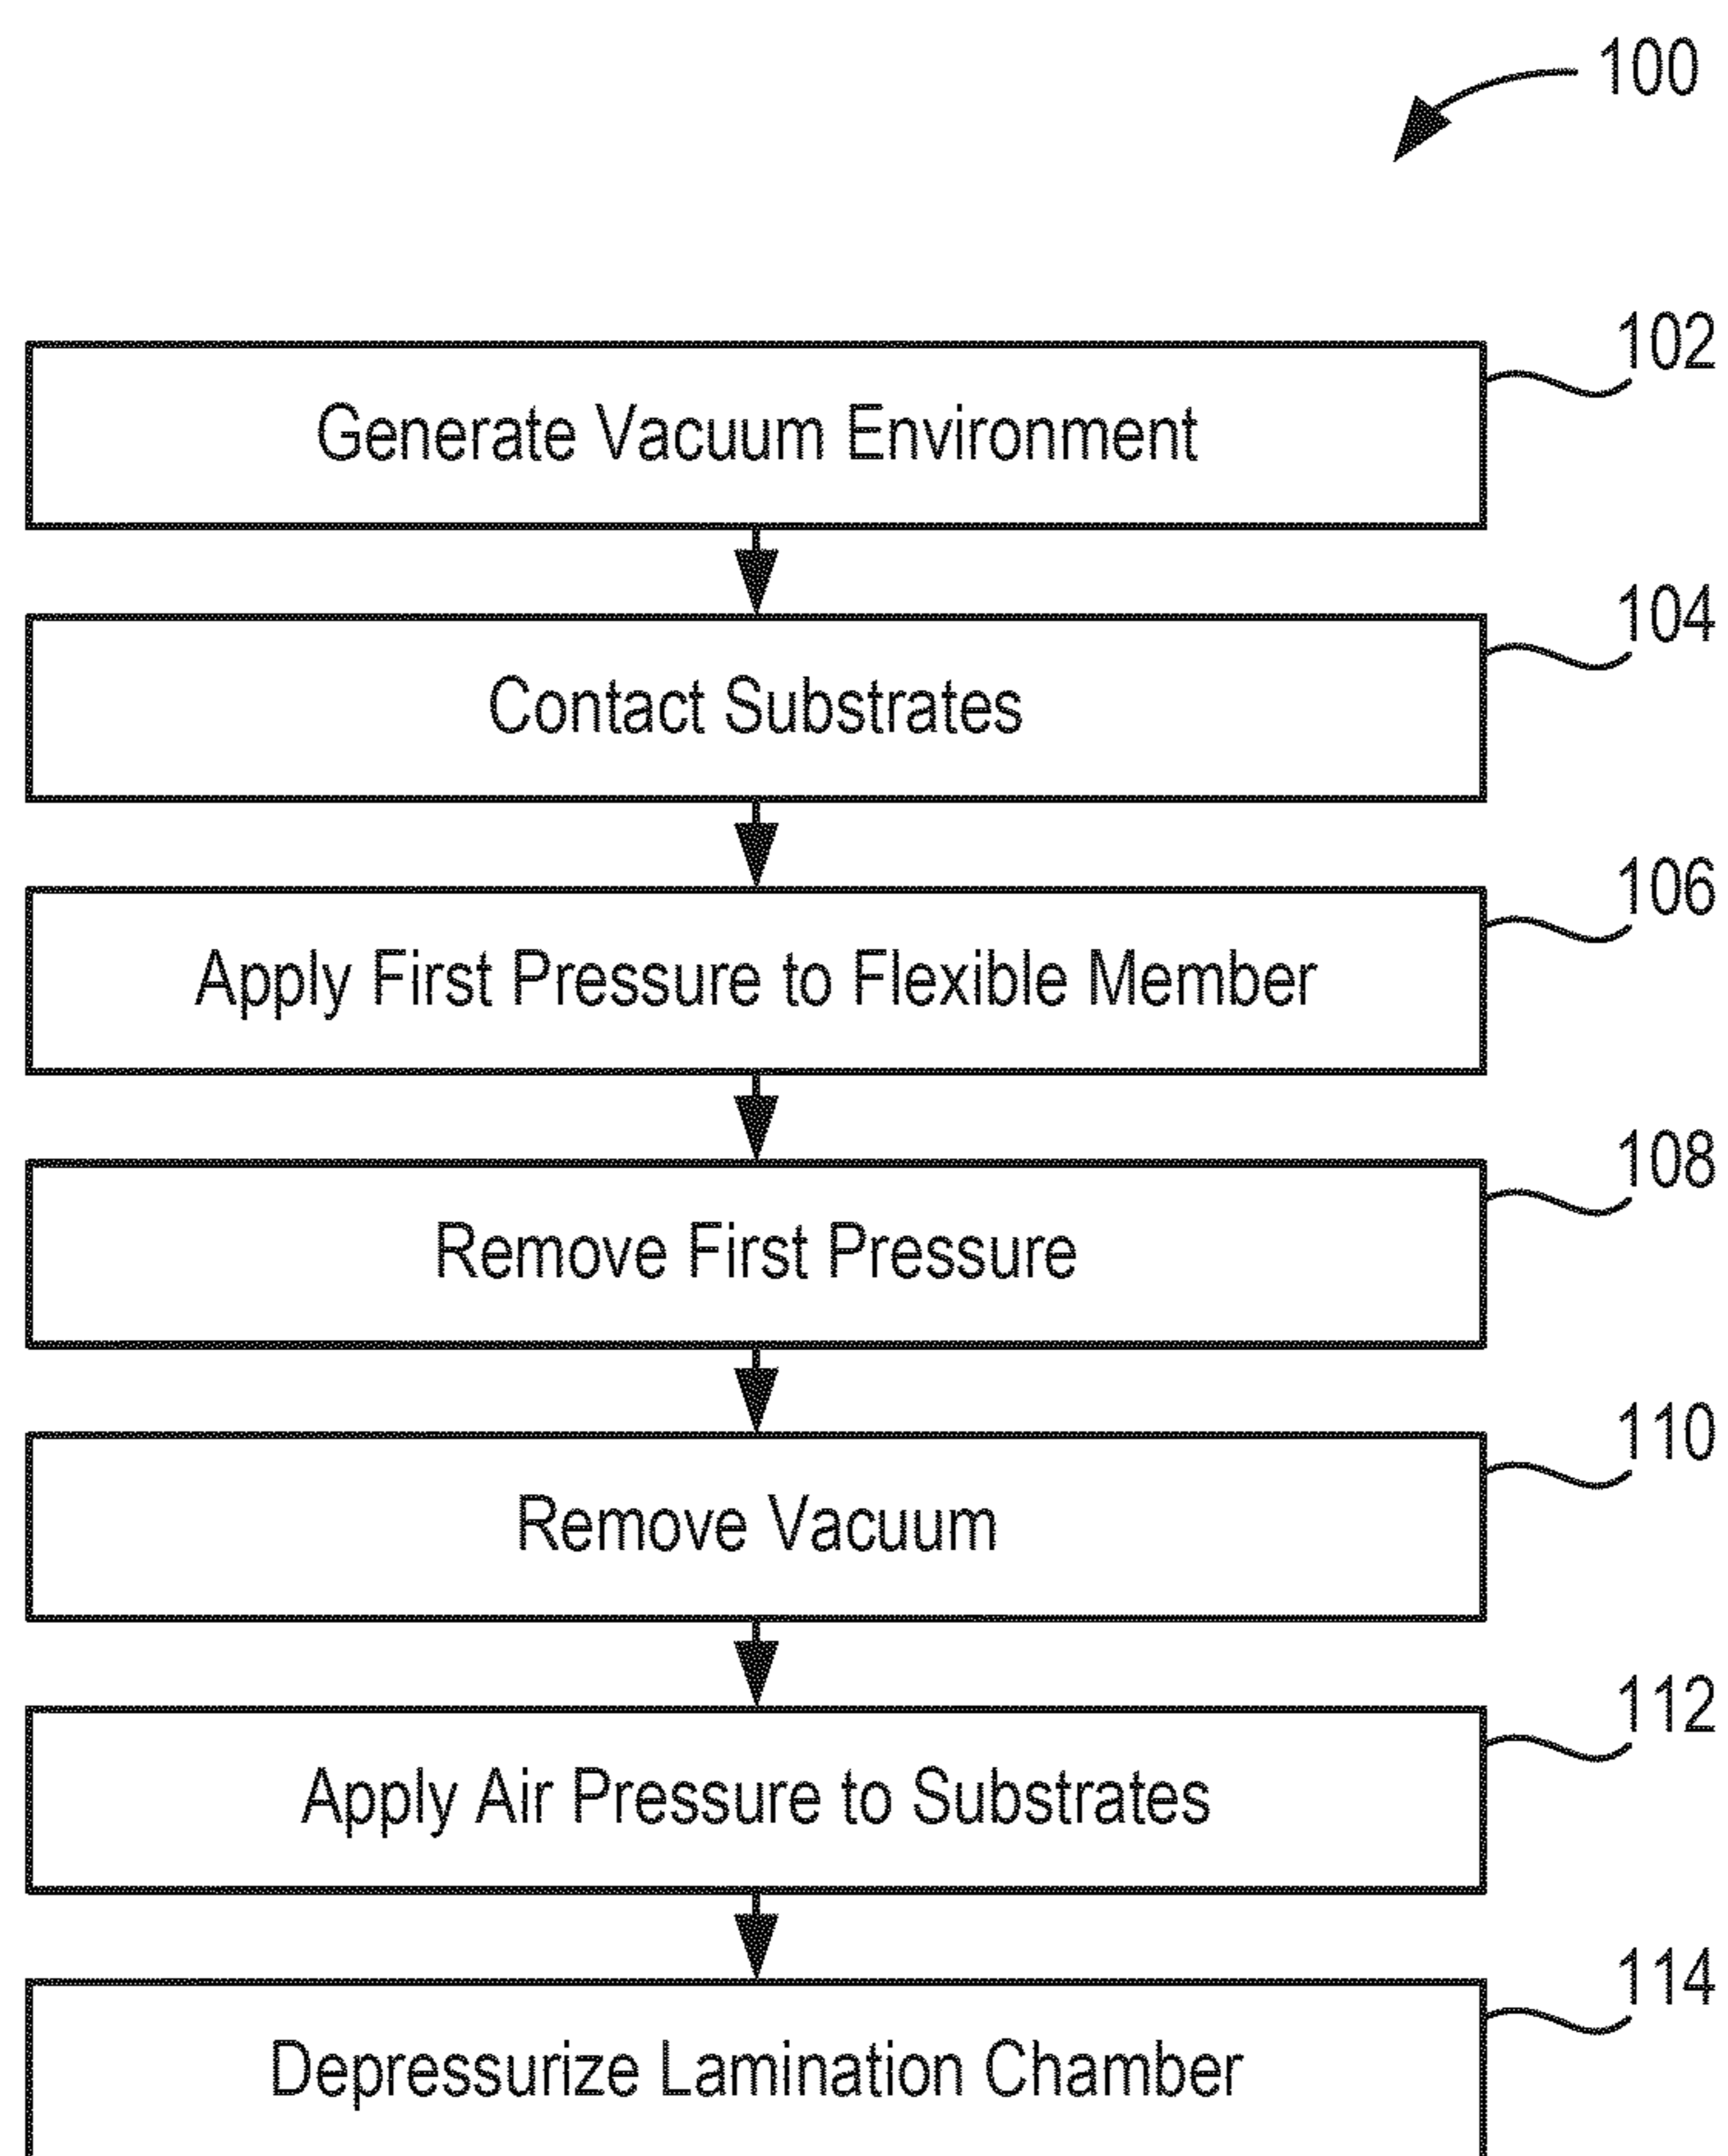 100
102
Generate Vacuum Environment
104
Contact Substrates
106
Apply First Pressure to Flexible Member
108
Remove First Pressure
110
Remove Vacuum
112
Apply Air Pressure to Substrates
114
Depressurize Lamination Chamber